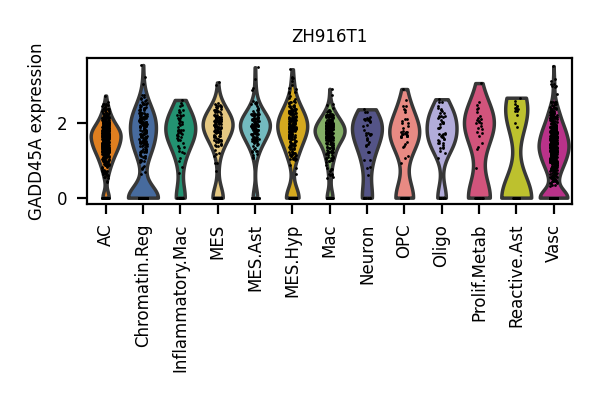 ZH916T1
GADD45A expression
2
0
AC
Chromatin.Reg
Inflammatory.Mac
MES
MES.Ast
MES.Hyp
Mac
Neuron
OPC
Oligo
Prolif.Metab
Reactive.Ast
Vasc